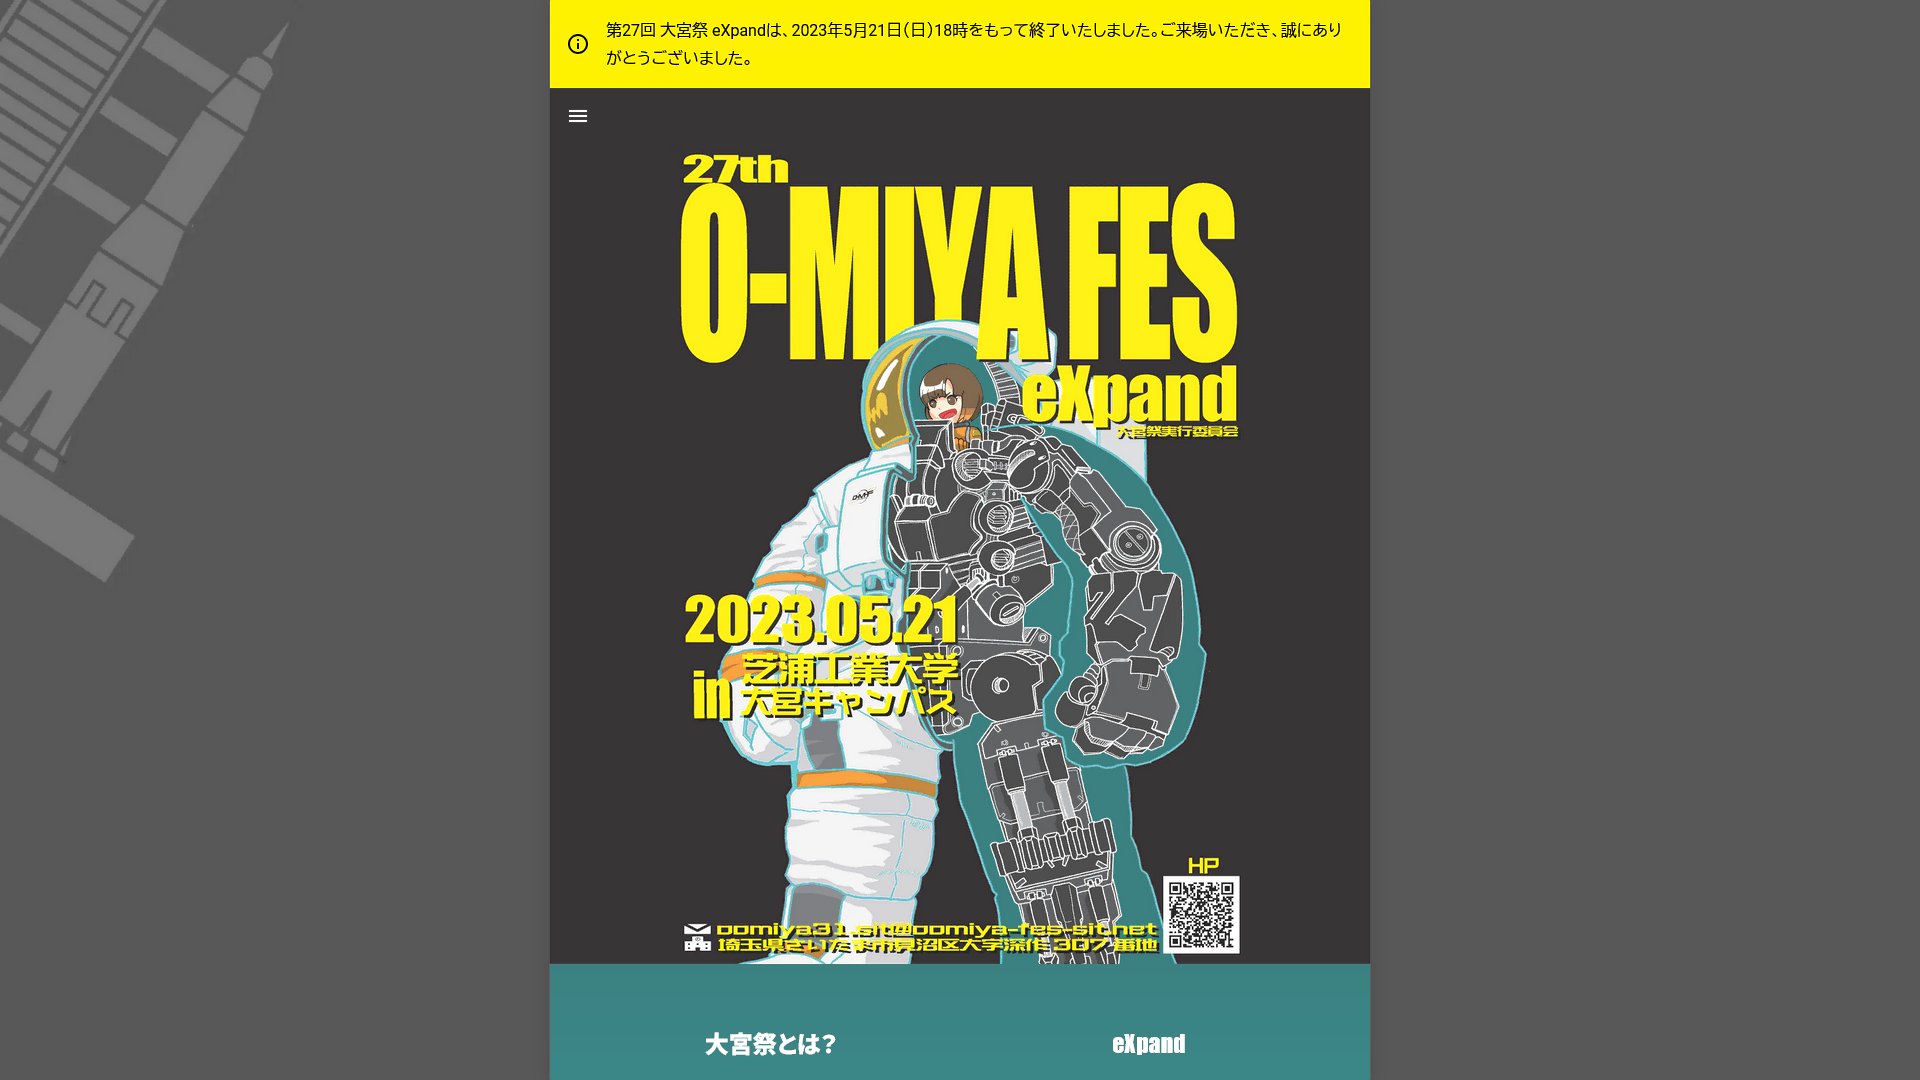 第27回 大宮祭 eXpandは、2023年5月21日（日）18時をもって終了いたしました。ご来場いただき、誠にあり
がとうございました。
27th
O-MIYA FES
eXpand
大宮祭実行委員会
O-MHF
2023.05.21
in 芝浦工業大学
大宮キャンパス
HP
oomiya31.sit@oomiya-fes-sit.net
埼玉県さいたま市見沼区大字深作 307 番地
大宮祭とは？
eXpand